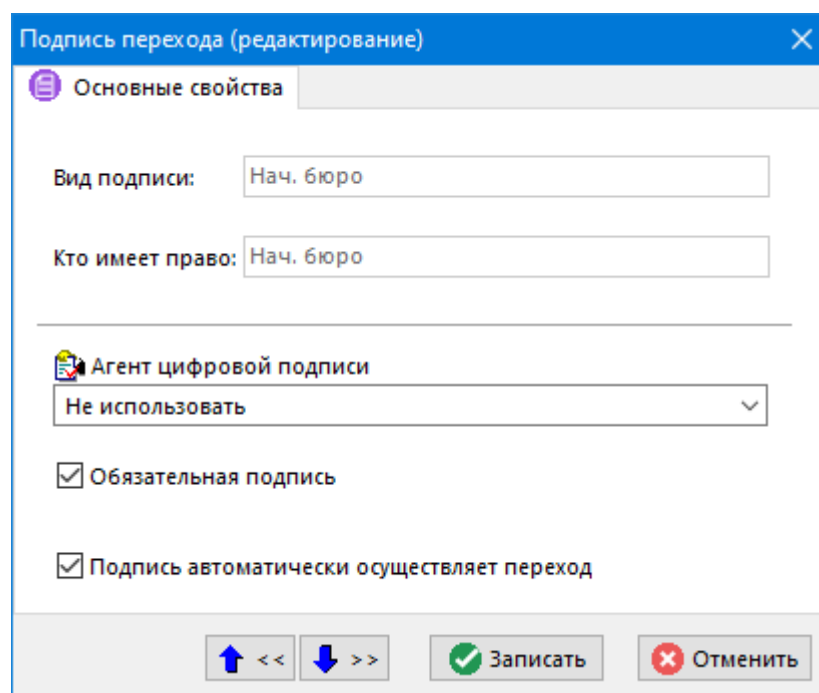 Подпись перехода (редактирование)
Основные свойства
Вид подписи: Нач. бюро
Кто имеет право: Нач. бюро
Агент цифровой подписи
Не использовать
Обязательная подпись
Подпись автоматически осуществляет переход
<< >> Записать Отменить